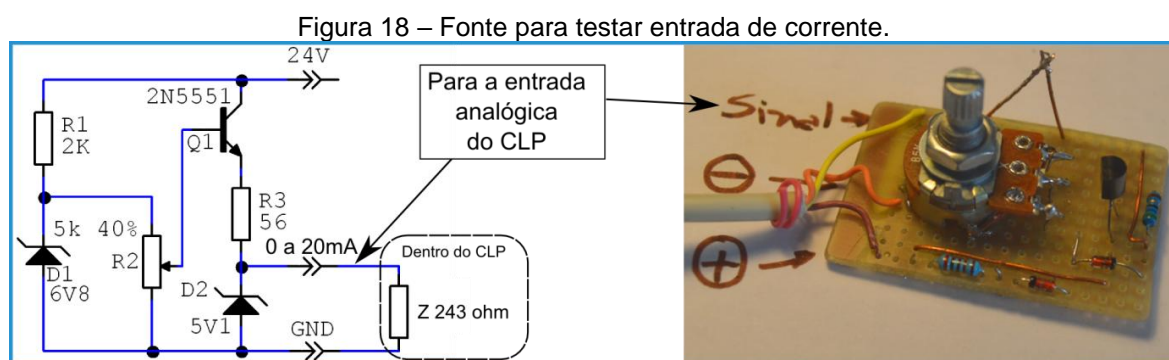 Figura 18 – Fonte para testar entrada de corrente.
24V
2N5551
Q1
R1
2K
R3
56
5k
40%
R2
D1
6V8
D2
5V1
0 a 20mA
GND
Dentro do CLP
Z 243 ohm
Para a entrada
analógica
do CLP
Sinal